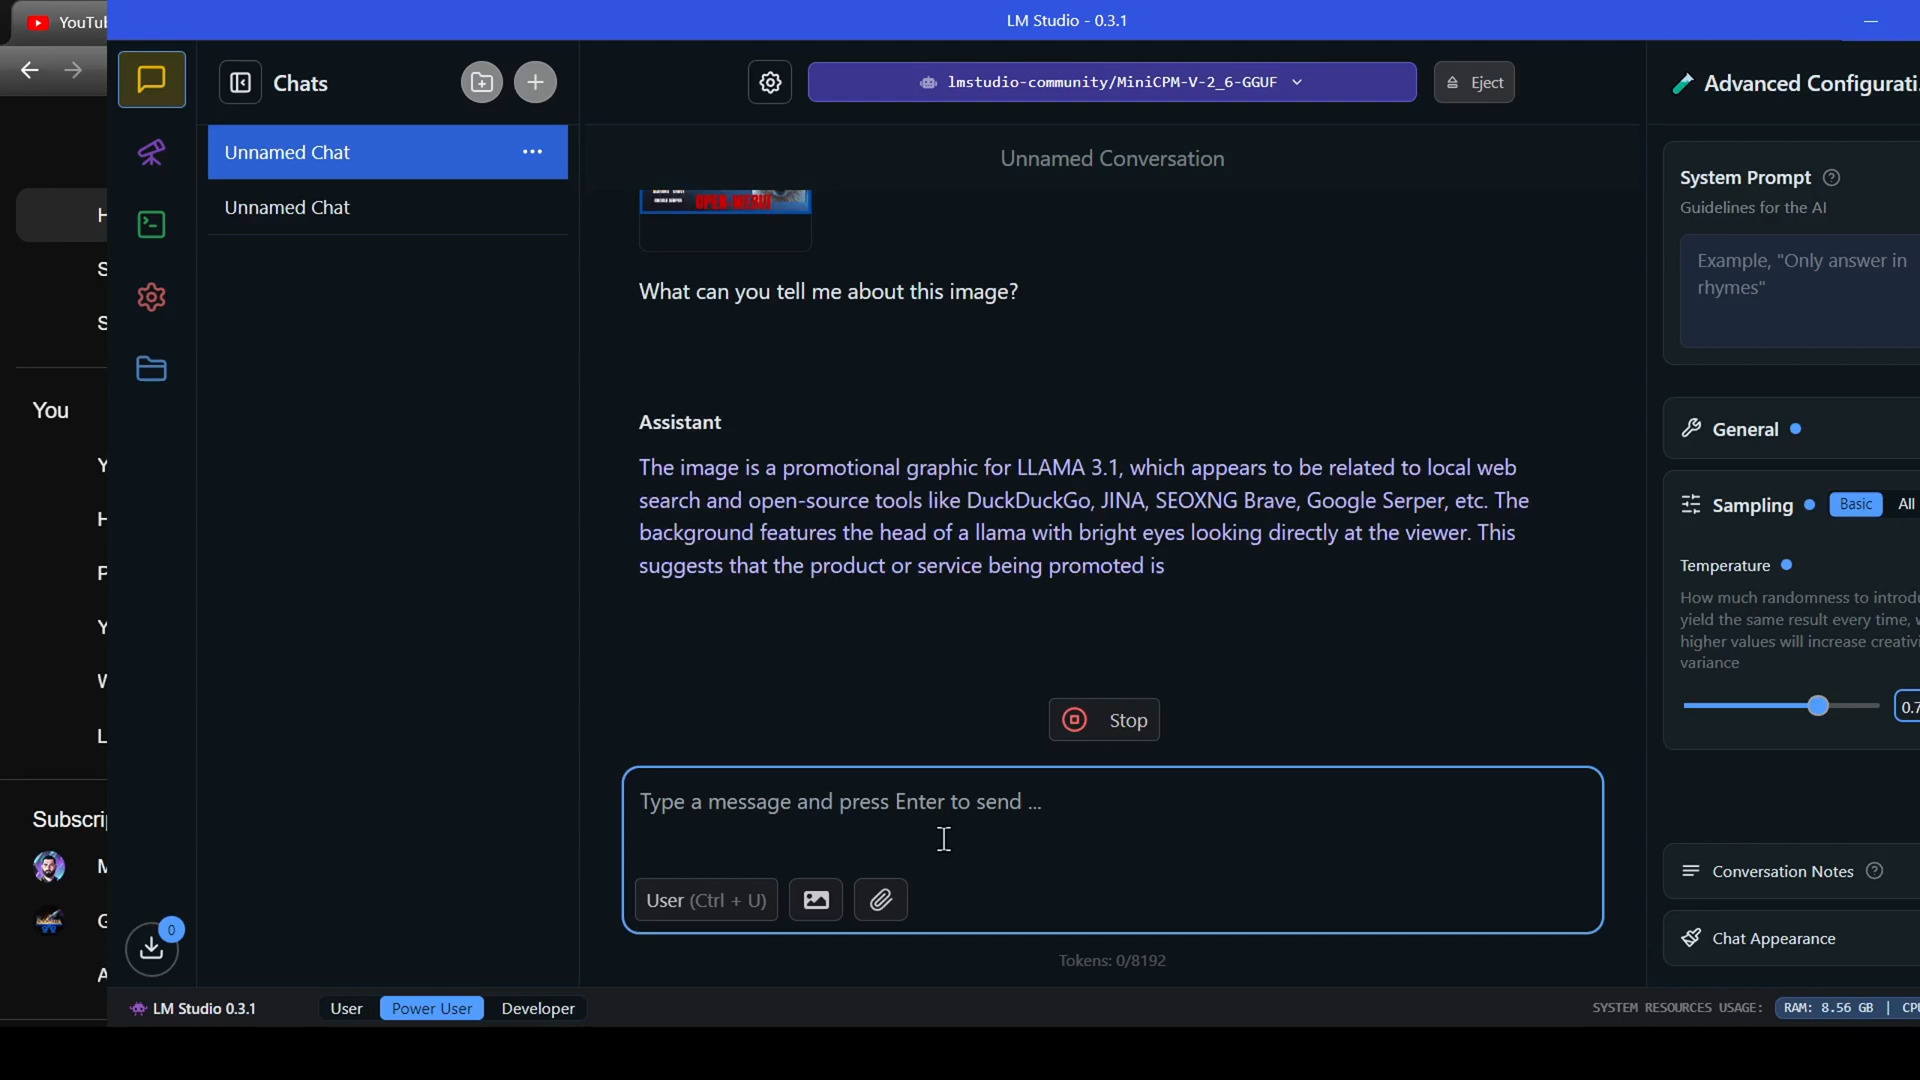 YouTu
LM Studio - 0.3.1
Chats
lmstudio-community/MiniCPM-V-2_6-GGUF
Eject
Advanced Configurati
Unnamed Chat
Unnamed Chat
Unnamed Conversation
OPEN-WEBUI
What can you tell me about this image?
Assistant
The image is a promotional graphic for LLAMA 3.1, which appears to be related to local web
search and open-source tools like DuckDuckGo, JINA, SEOXNG Brave, Google Serper, etc. The
background features the head of a llama with bright eyes looking directly at the viewer. This
suggests that the product or service being promoted is
Stop
Type a message and press Enter to send ...
User (Ctrl + U)
Tokens: 0/8192
System Prompt
Guidelines for the AI
Example, "Only answer in
rhymes"
General
Sampling
Basic
All
Temperature
How much randomness to introdu
yield the same result every time, w
higher values will increase creativi
variance
0.7
Conversation Notes
Chat Appearance
H
S
S
You
Y
H
P
Y
W
L
Subscrip
M
G
A
0
LM Studio 0.3.1
User
Power User
Developer
SYSTEM RESOURCES USAGE:
RAM: 8.56 GB | CPU